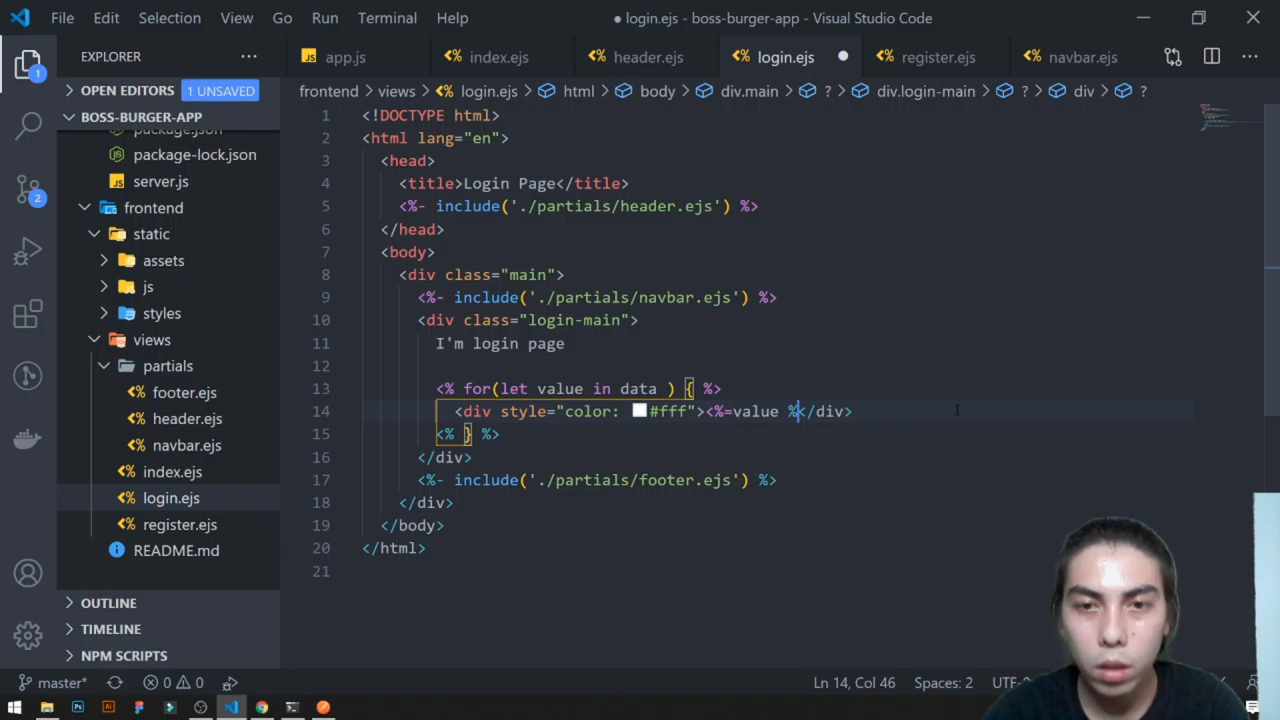 File Edit Selection View Go Run Terminal Help
● login.ejs - boss-burger-app - Visual Studio Code
EXPLORER
app.js index.ejs header.ejs login.ejs register.ejs navbar.ejs
OPEN EDITORS 1 UNSAVED
frontend > views > login.ejs > html > body > div.main > ? > div.login-main > ? > div > ?
BOSS-BURGER-APP
package.json
package-lock.json
server.js
frontend
static
assets
js
styles
views
partials
footer.ejs
header.ejs
navbar.ejs
index.ejs
login.ejs
register.ejs
README.md
OUTLINE
TIMELINE
NPM SCRIPTS
1 <!DOCTYPE html>
2 <html lang="en">
3 <head>
4 <title>Login Page</title>
5 <%- include('./partials/header.ejs') %>
6 </head>
7 <body>
8 <div class="main">
9 <%- include('./partials/navbar.ejs') %>
10 <div class="login-main">
11 I'm login page
12
13 <% for(let value in data ) { %>
14 <div style="color: #fff"><%=value %</div>
15 <% } %>
16 </div>
17 <%- include('./partials/footer.ejs') %>
18 </div>
19 </body>
20 </html>
21
1
2
master* 0 0 Ln 14, Col 46 Spaces: 2